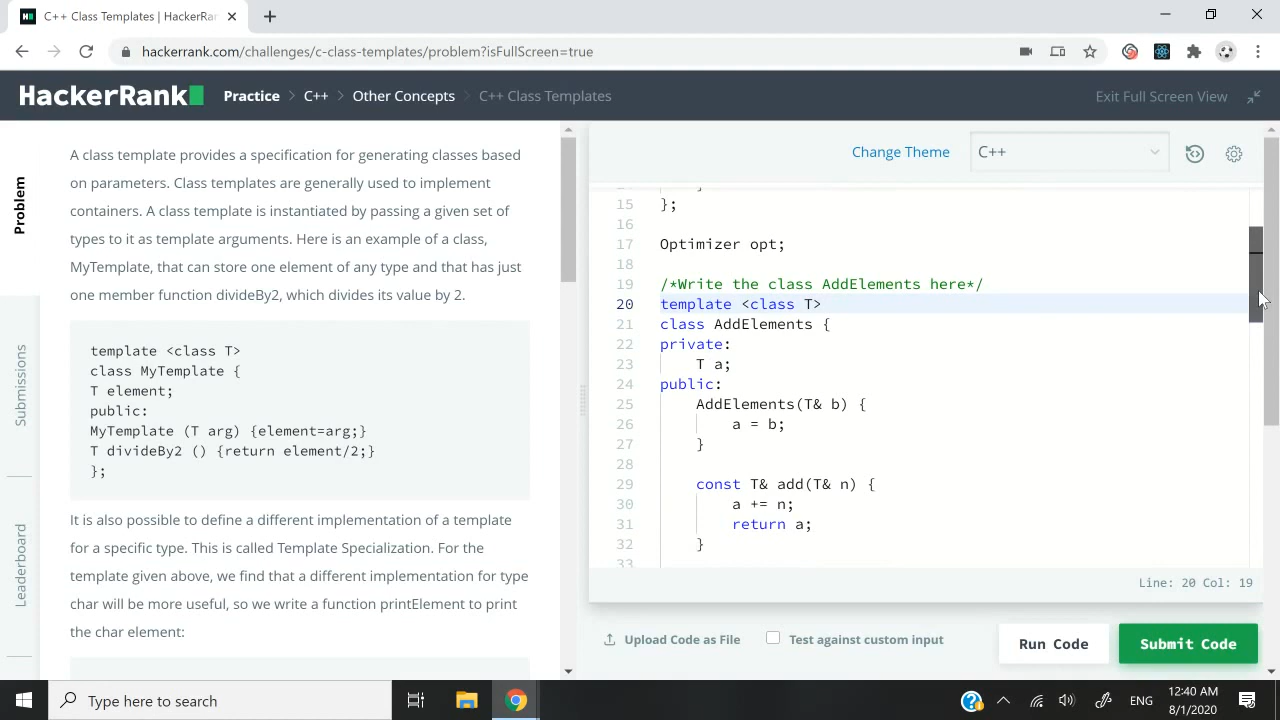 C++ Class Templates | HackerRan
hackerrank.com/challenges/c-class-templates/problem?isFullScreen=true
HackerRank
Practice > C++ > Other Concepts > C++ Class Templates
Exit Full Screen View
Problem
Submissions
Leaderboard
A class template provides a specification for generating classes based
on parameters. Class templates are generally used to implement
containers. A class template is instantiated by passing a given set of
types to it as template arguments. Here is an example of a class,
MyTemplate, that can store one element of any type and that has just
one member function divideBy2, which divides its value by 2.
template <class T>
class MyTemplate {
T element;
public:
MyTemplate (T arg) {element=arg;}
T divideBy2 () {return element/2;}
};
It is also possible to define a different implementation of a template
for a specific type. This is called Template Specialization. For the
template given above, we find that a different implementation for type
char will be more useful, so we write a function printElement to print
the char element:
Change Theme
C++
15 };
16
17 Optimizer opt;
18
19 /*Write the class AddElements here*/
20 template <class T>
21 class AddElements {
22 private:
23 T a;
24 public:
25 AddElements(T& b) {
26 a = b;
27 }
28
29 const T& add(T& n) {
30 a += n;
31 return a;
32 }
33
Line: 20 Col: 19
Upload Code as File
Test against custom input
Run Code
Submit Code
Type here to search
ENG
12:40 AM
8/1/2020